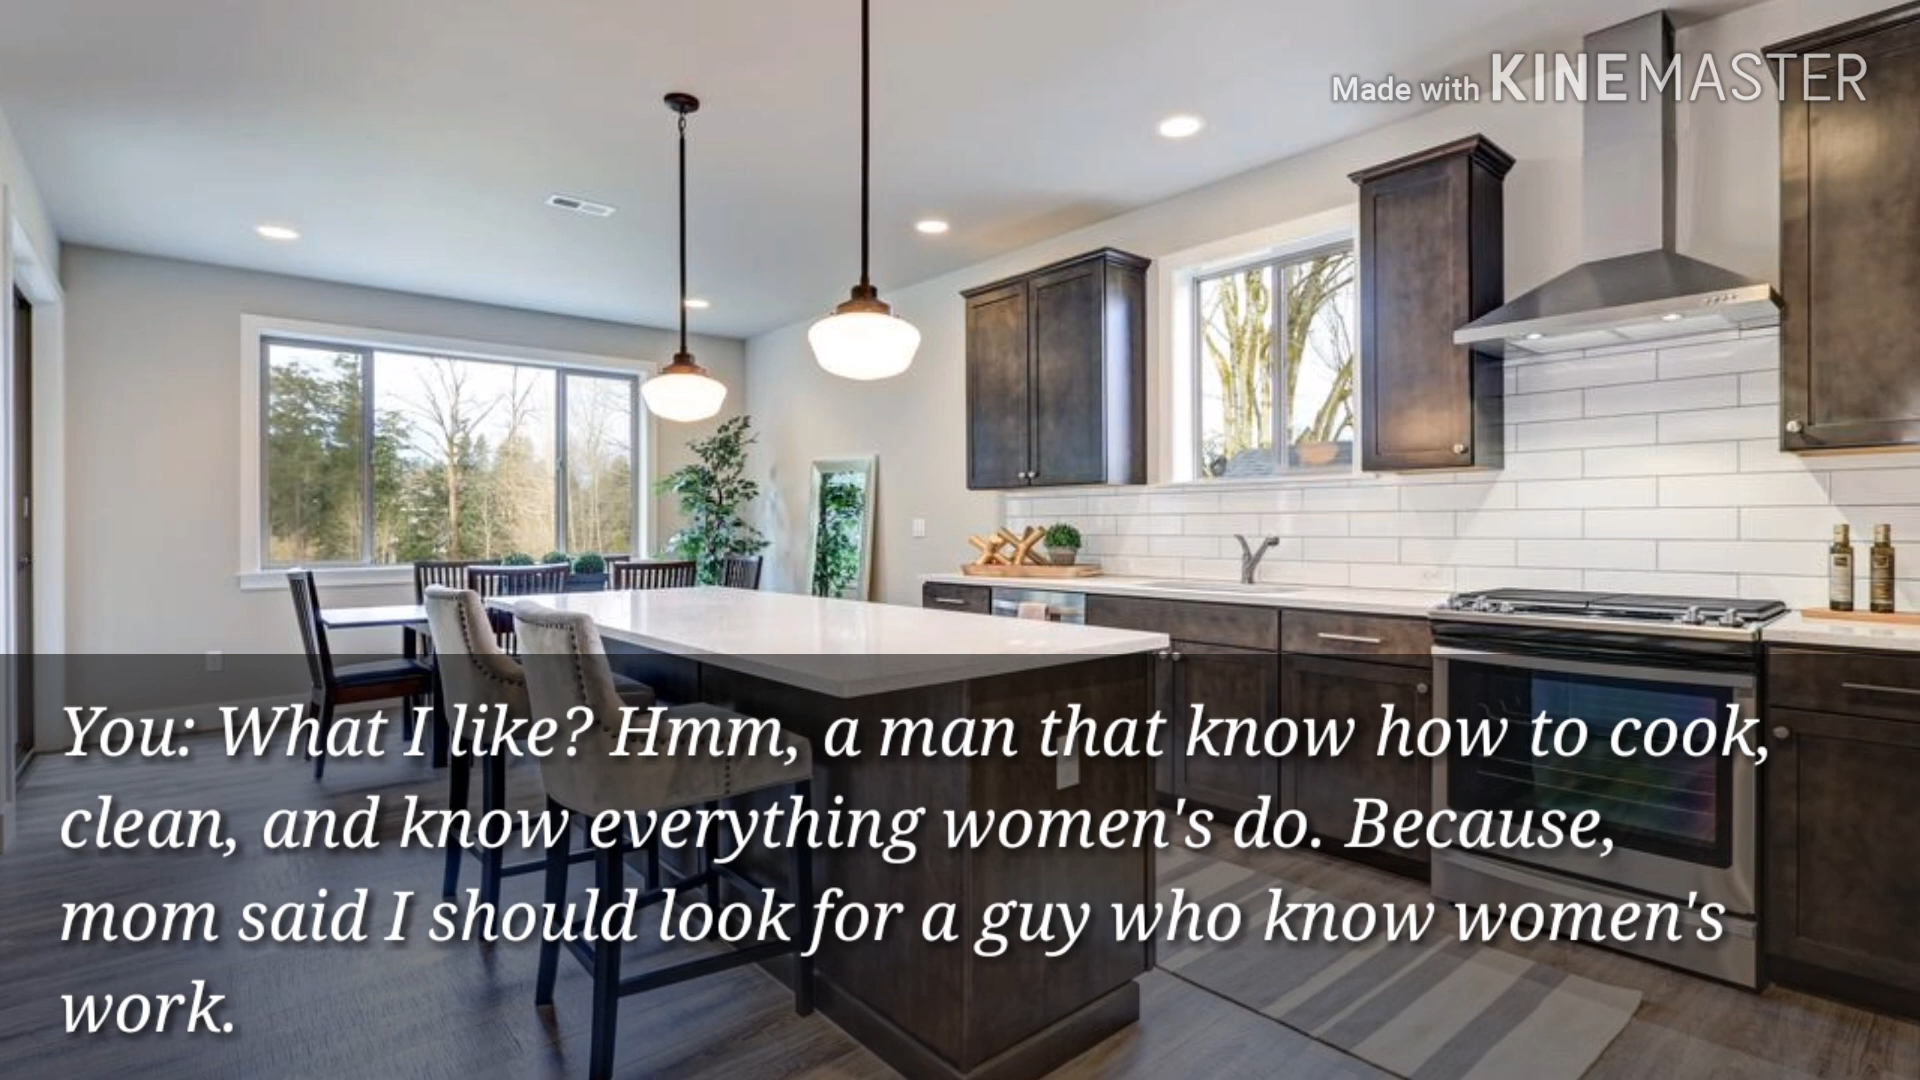 Made with KINEMASTER
You: What I like? Hmm, a man that know how to cook,
clean, and know everything women's do. Because,
mom said I should look for a guy who know women's
work.